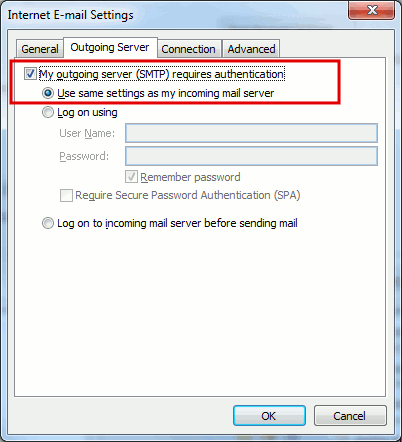 Internet E-mail Settings
General Outgoing Server Connection Advanced
My outgoing server (SMTP) requires authentication
Use same settings as my incoming mail server
Log on using
User Name:
Password:
Remember password
Require Secure Password Authentication (SPA)
Log on to incoming mail server before sending mail
OK Cancel